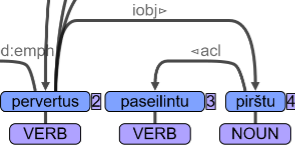 iobj▹
d:emph
◃acl
pervertus 2 paseilintu 3 pirštu 4
VERB VERB NOUN